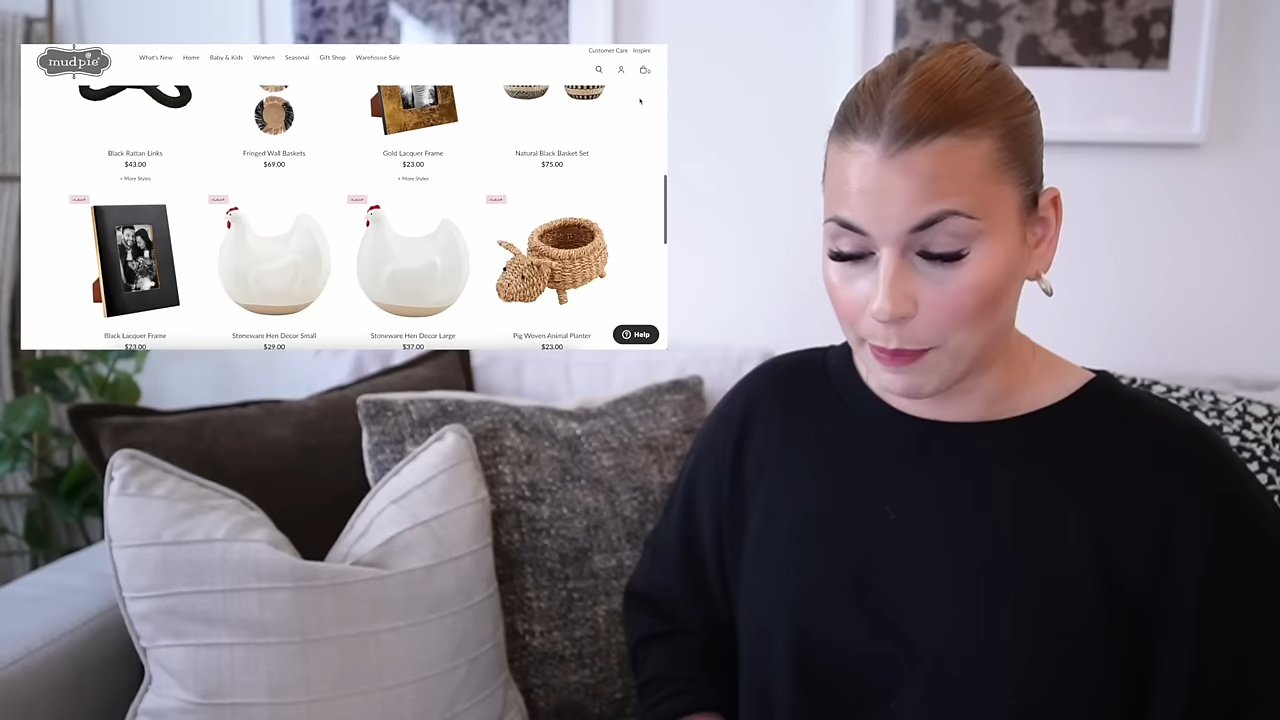 mudpie
Customer Care Inspire
What's New Home Baby & Kids Women Seasonal Gift Shop Warehouse Sale
0
Black Rattan Links
$43.00
+ More Styles
Fringed Wall Baskets
$69.00
Gold Lacquer Frame
$23.00
+ More Styles
Natural Black Basket Set
$75.00
Black Lacquer Frame
$23.00
Stoneware Hen Decor Small
$29.00
Stoneware Hen Decor Large
$37.00
Pig Woven Animal Planter
$23.00
Help